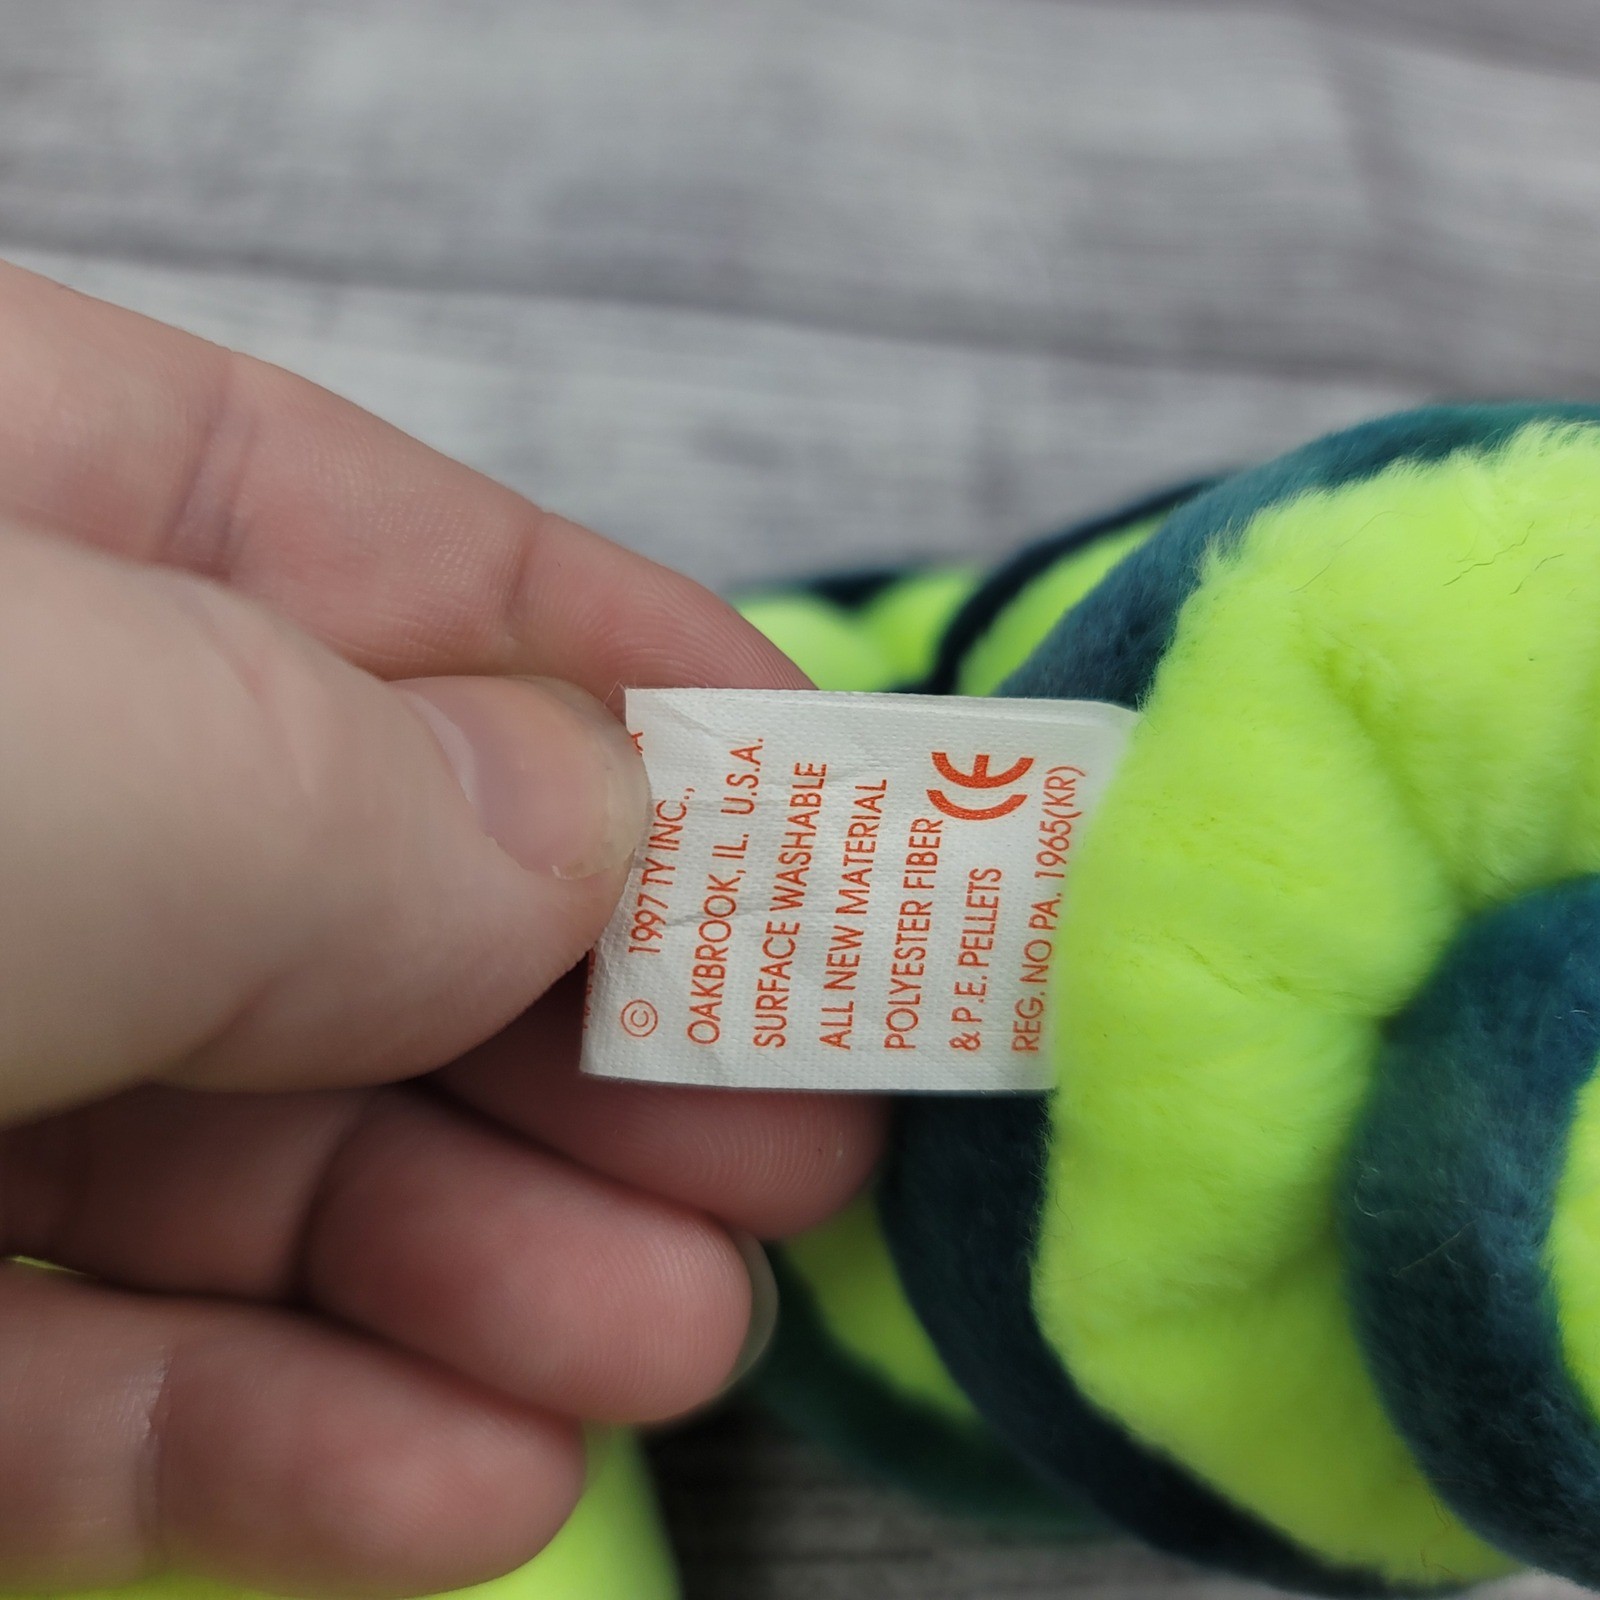 © 1997 TY INC.,
OAKBROOK, IL. U.S.A.
SURFACE WASHABLE
ALL NEW MATERIAL
POLYESTER FIBER
& P.E. PELLETS CE
REG. NO PA. 1965(KR)